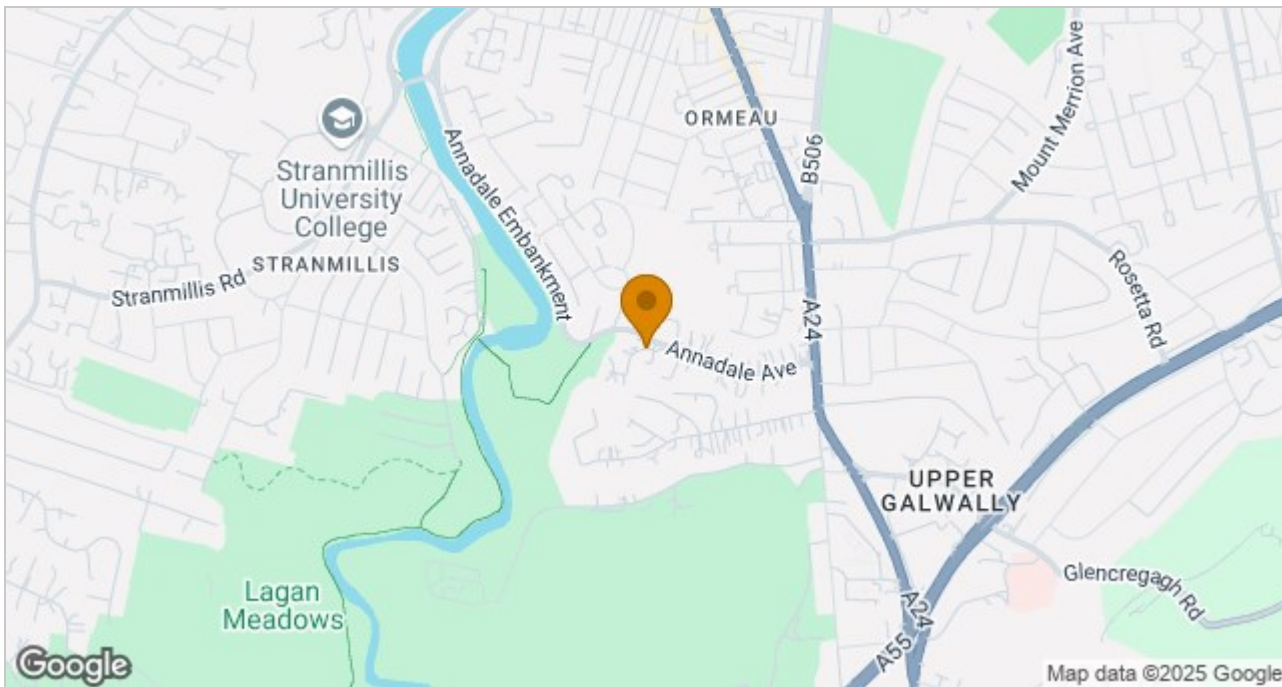 Mount Merrion Ave
ORMEAU
B506
Annadale Embankment
Stranmillis
University
College
STRANMILLIS
Stranmillis Rd
Rosetta Rd
A24
Annadale Ave
UPPER
GALWALLY
Glencregagh Rd
Lagan
Meadows
A24
A55
Google
Map data ©2025 Google